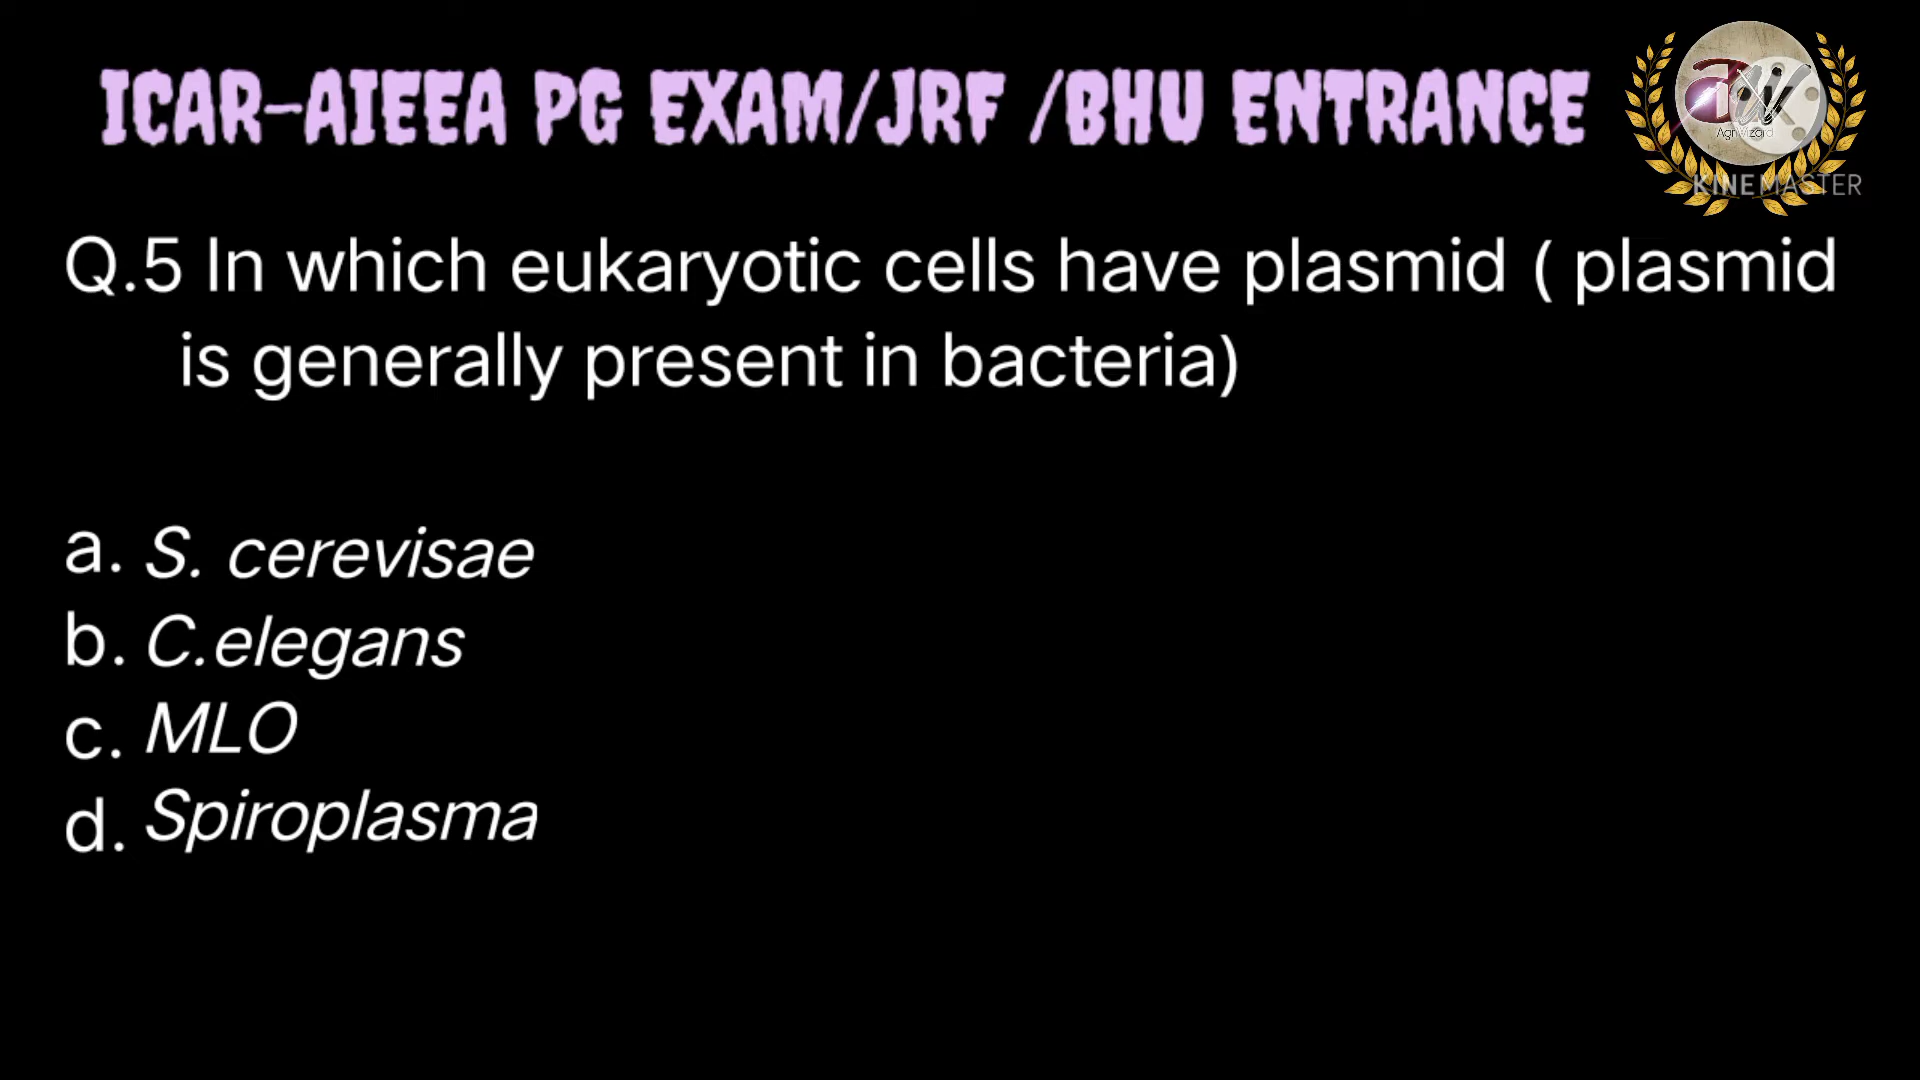 ICAR-AIEEA PG EXAM/JRF /BHU ENTRANCE
AgriWizard
KINEMASTER
Q.5 In which eukaryotic cells have plasmid ( plasmid
is generally present in bacteria)
a. S. cerevisae
b. C.elegans
c. MLO
d. Spiroplasma